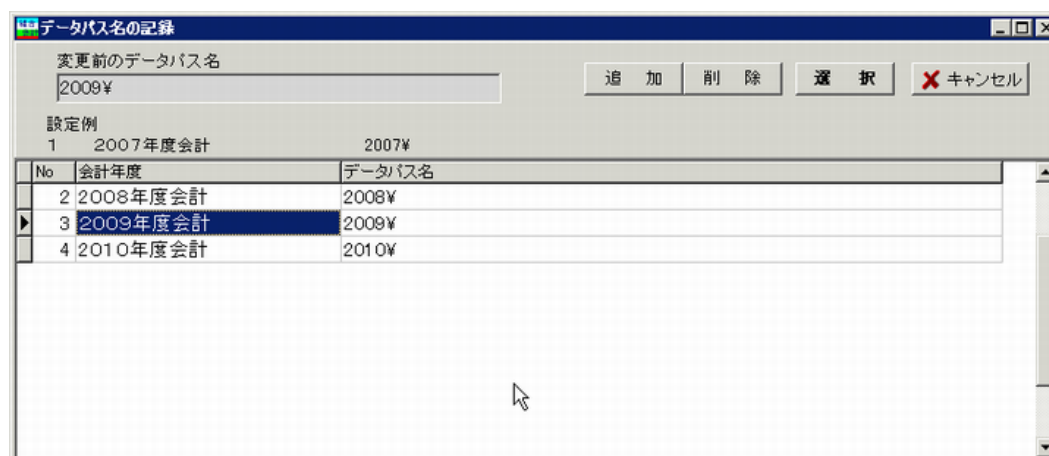 データパス名の記録
変更前のデータパス名
2009¥
追 加 削 除 選 択 キャンセル
設定例
1 2007年度会計 2007¥
No 会計年度 データパス名
2 2008年度会計 2008¥
3 2009年度会計 2009¥
4 2010年度会計 2010¥